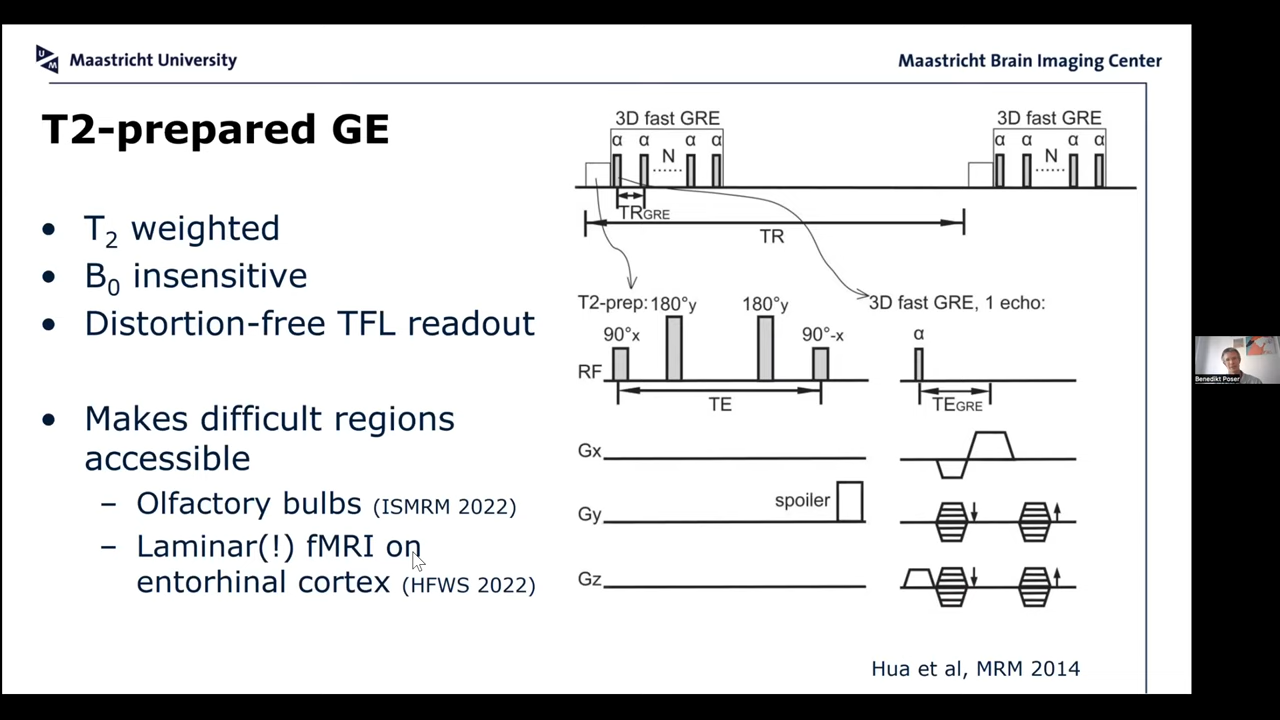 Maastricht University
Maastricht Brain Imaging Center
T2-prepared GE
• T2 weighted
• B0 insensitive
• Distortion-free TFL readout
• Makes difficult regions
accessible
– Olfactory bulbs (ISMRM 2022)
– Laminar(!) fMRI on
entorhinal cortex (HFWS 2022)
3D fast GRE
α α N α α
TRGRE
TR
3D fast GRE
α α N α α
T2-prep:
90°x 180°y 180°y 90°-x
RF
TE
3D fast GRE, 1 echo:
α
TEGRE
Gx
spoiler
Gy
Gz
Hua et al, MRM 2014
Benedikt Poser
UM